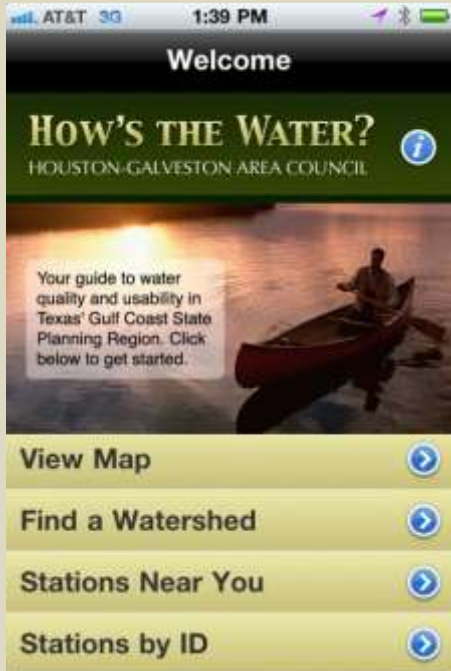 AT&T 3G 1:39 PM
Welcome
HOW'S THE WATER?
HOUSTON-GALVESTON AREA COUNCIL
i
Your guide to water
quality and usability in
Texas' Gulf Coast State
Planning Region. Click
below to get started.
View Map
Find a Watershed
Stations Near You
Stations by ID